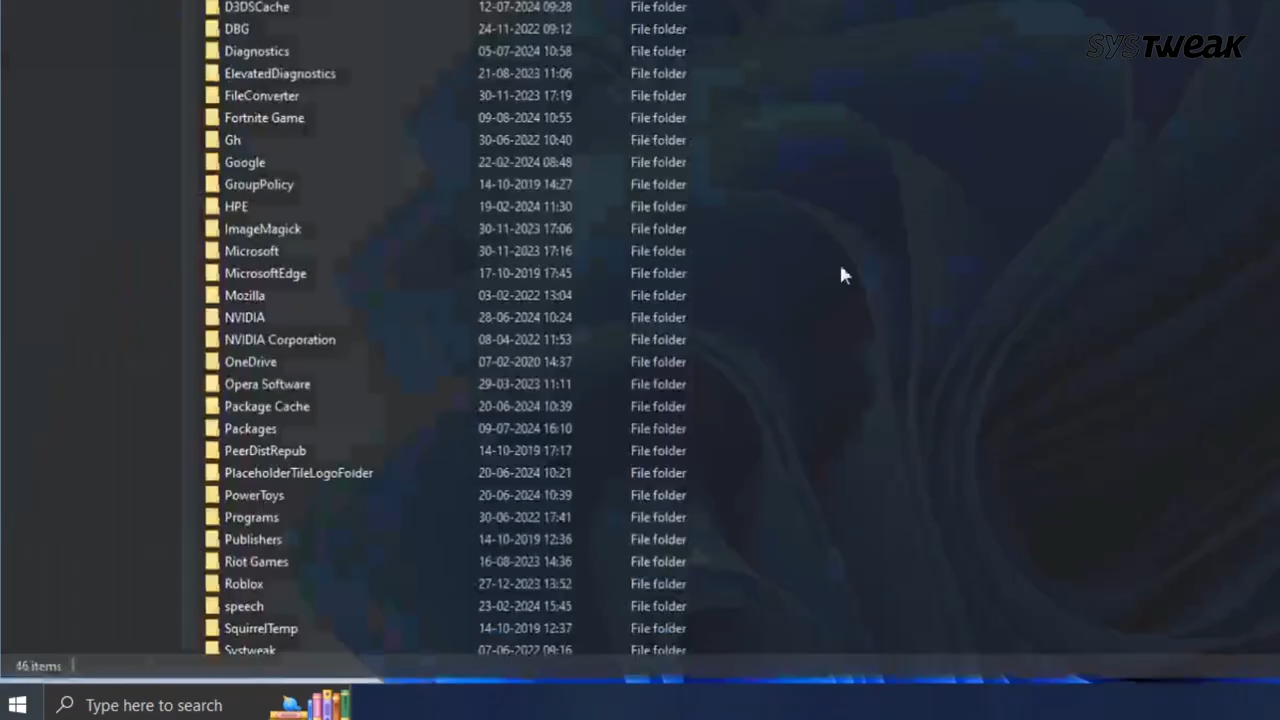 D3DSCache 12-07-2024 09:28 File folder
SYSTWEAK
DBG 24-11-2022 09:12 File folder
Diagnostics 05-07-2024 10:58 File folder
ElevatedDiagnostics 21-08-2023 11:06 File folder
FileConverter 30-11-2023 17:19 File folder
Fortnite Game 09-08-2024 10:55 File folder
Gh 30-06-2022 10:40 File folder
Google 22-02-2024 08:48 File folder
GroupPolicy 14-10-2019 14:27 File folder
HPE 19-02-2024 11:30 File folder
ImageMagick 30-11-2023 17:06 File folder
Microsoft 30-11-2023 17:16 File folder
MicrosoftEdge 17-10-2019 17:45 File folder
Mozilla 03-02-2022 13:04 File folder
NVIDIA 28-06-2024 10:24 File folder
NVIDIA Corporation 08-04-2022 11:53 File folder
OneDrive 07-02-2020 14:37 File folder
Opera Software 29-03-2023 11:11 File folder
Package Cache 20-06-2024 10:39 File folder
Packages 09-07-2024 16:10 File folder
PeerDistRepub 14-10-2019 17:17 File folder
PlaceholderTileLogoFolder 20-06-2024 10:21 File folder
PowerToys 20-06-2024 10:39 File folder
Programs 30-06-2022 17:41 File folder
Publishers 14-10-2019 12:36 File folder
Riot Games 16-08-2023 14:36 File folder
Roblox 27-12-2023 13:52 File folder
speech 23-02-2024 15:45 File folder
SquirrelTemp 14-10-2019 12:37 File folder
Systweak 07-06-2022 09:16 File folder
46 items
Type here to search